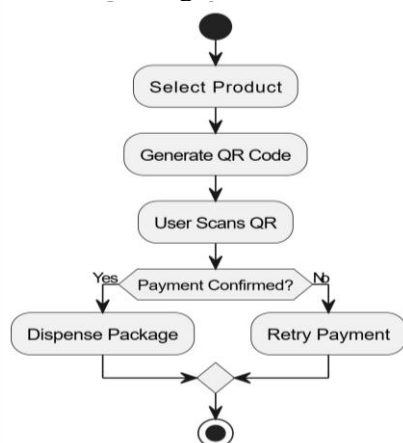 Select Product
Generate QR Code
User Scans QR
Yes
Payment Confirmed?
No
Dispense Package
Retry Payment